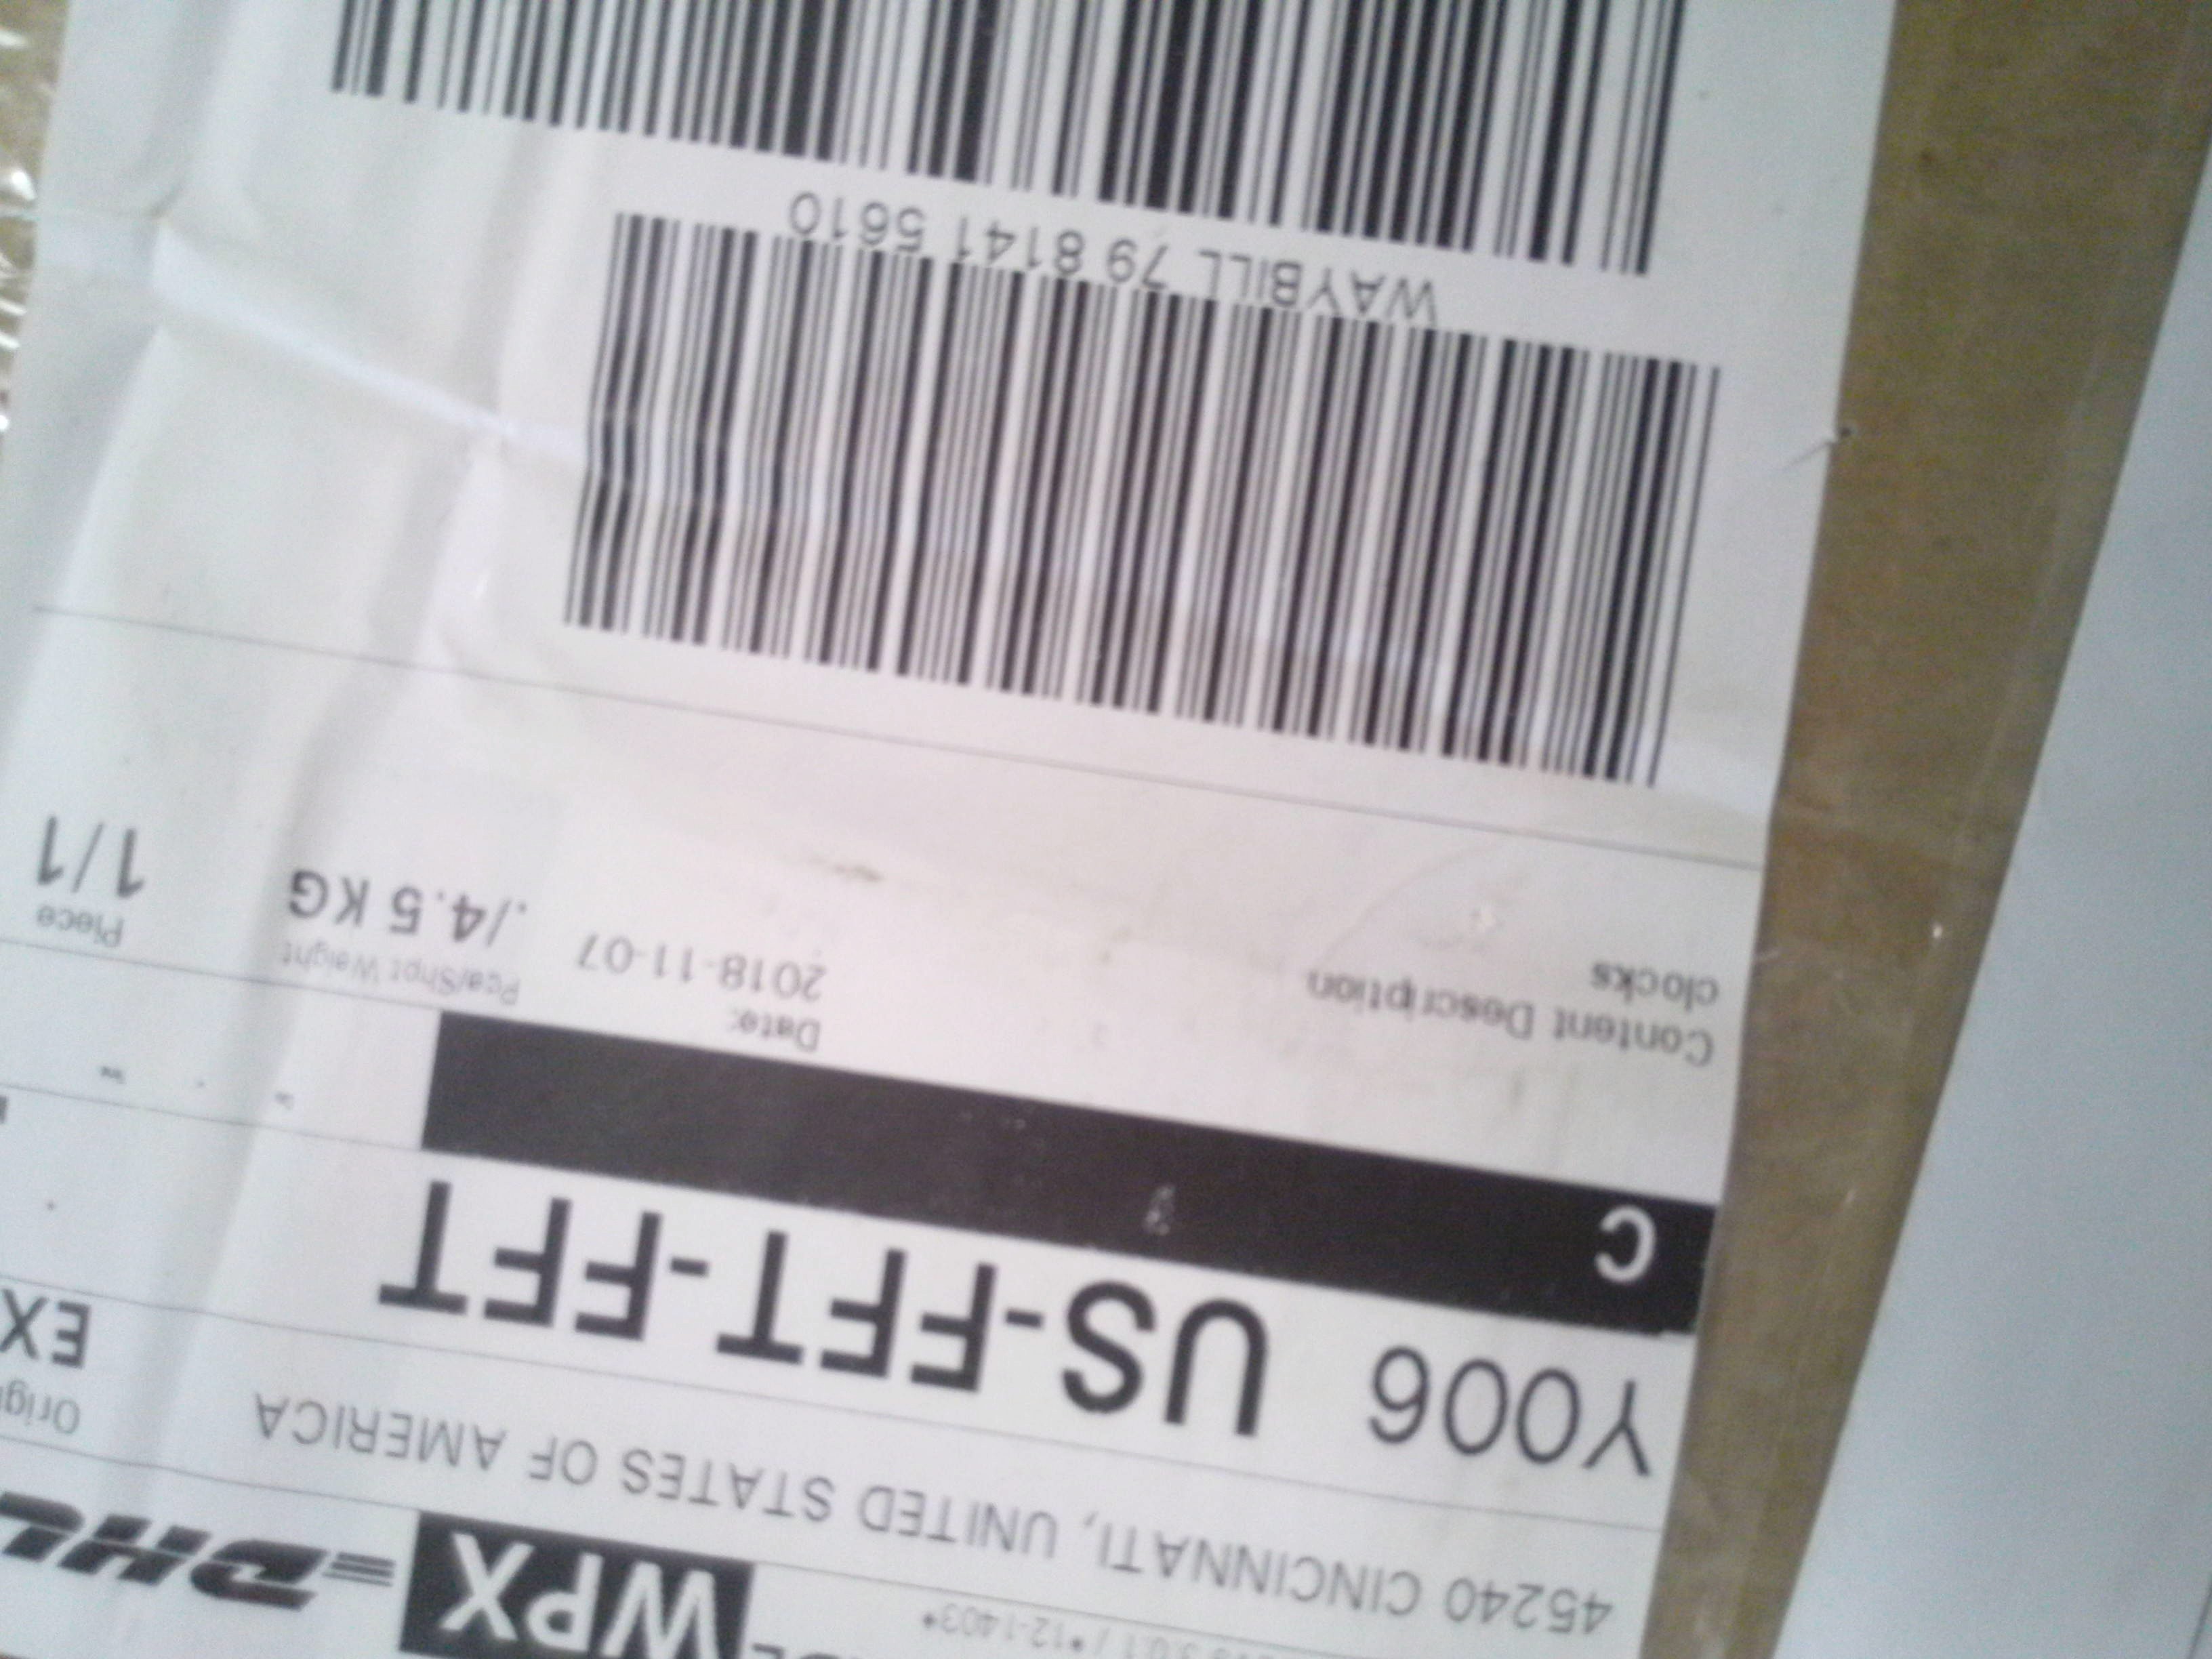 WPX
DHL
45240 CINCINNATI, UNITED STATES OF AMERICA
Y006 US-FFT-FFT
C
EX
Content Description
clocks
Date:
2018-11-07
Pcs/Shpt Weight
./4.5 KG
Piece
1/1
WAYBILL 79 8141 5610